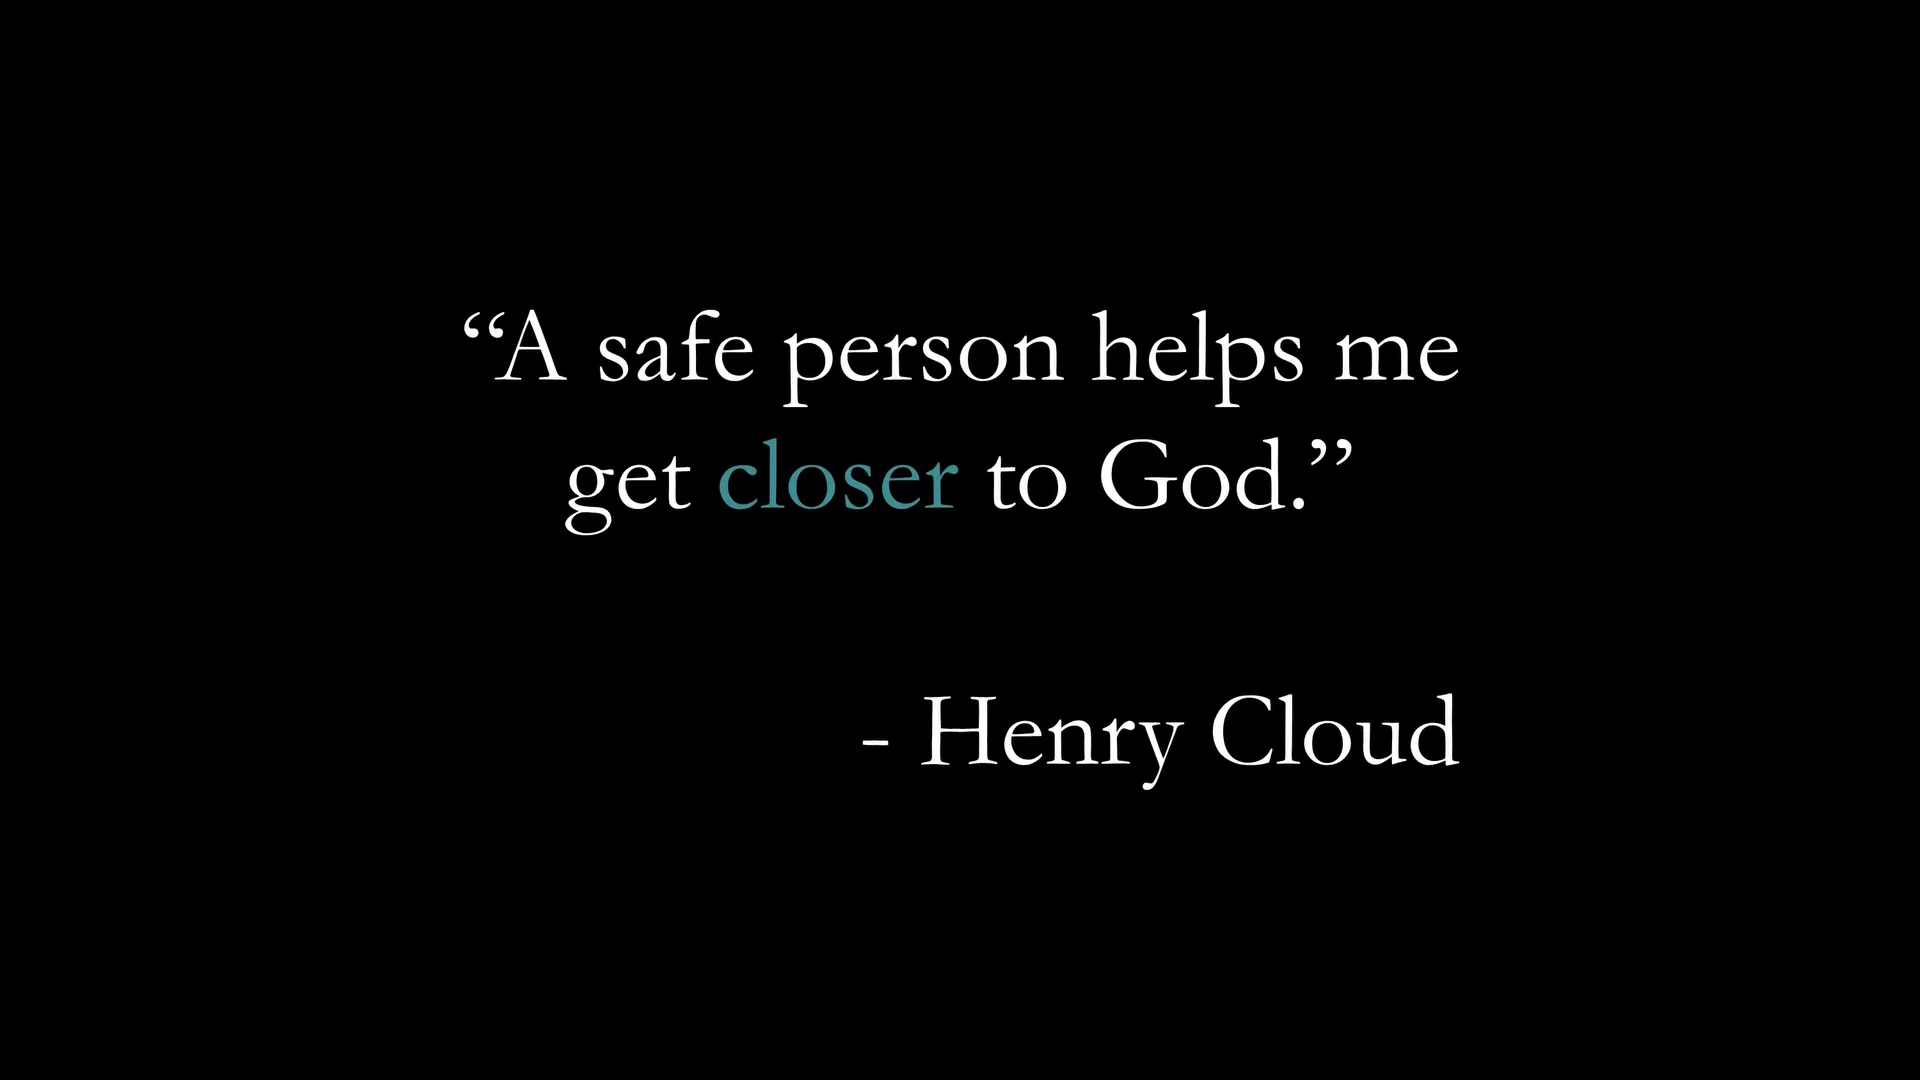 “A safe person helps me
get closer to God.”
- Henry Cloud